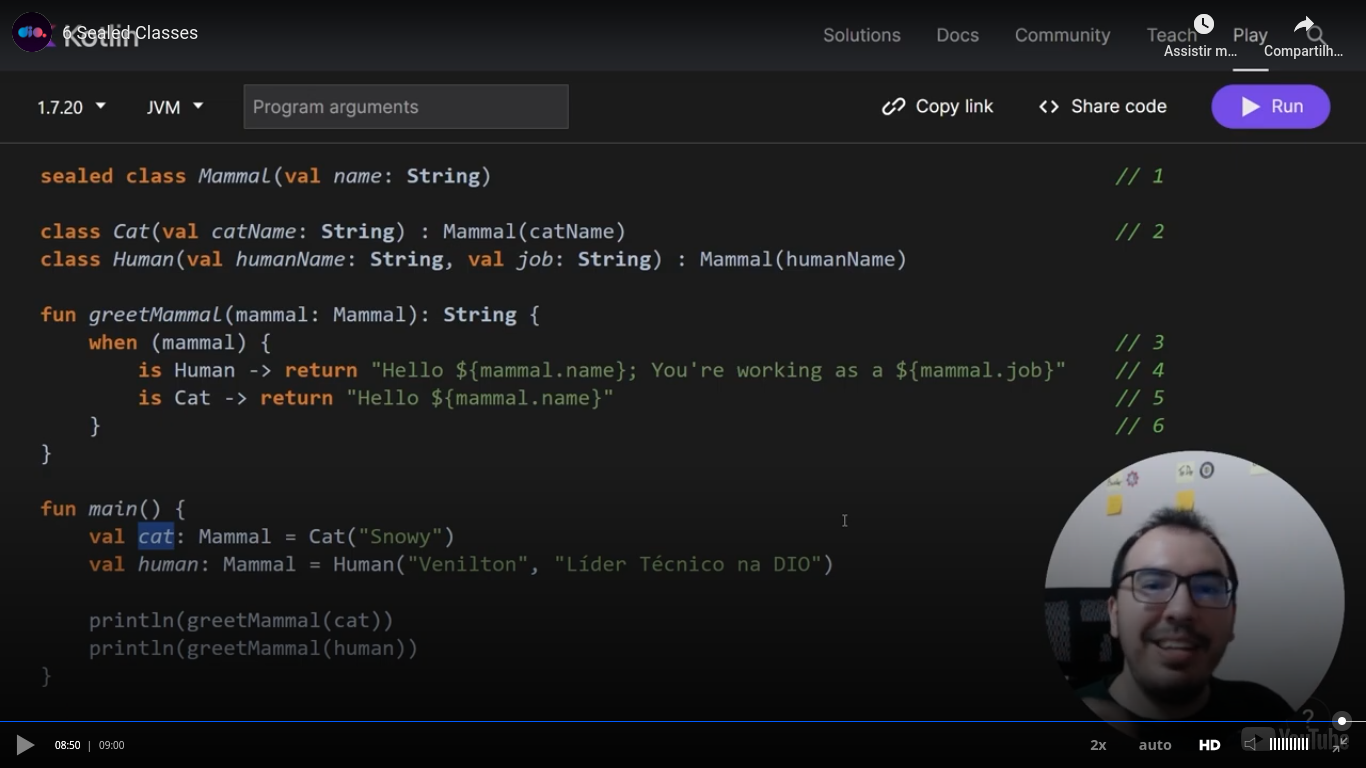 6 Sealed Classes
Kotlin
Solutions Docs Community Teach Play
Assistir m... Compartilh...
1.7.20 JVM Program arguments Copy link <> Share code Run
sealed class Mammal(val name: String) // 1
class Cat(val catName: String) : Mammal(catName) // 2
class Human(val humanName: String, val job: String) : Mammal(humanName)
fun greetMammal(mammal: Mammal): String {
when (mammal) { // 3
is Human -> return "Hello ${mammal.name}; You're working as a ${mammal.job}" // 4
is Cat -> return "Hello ${mammal.name}" // 5
} // 6
}
fun main() {
val cat: Mammal = Cat("Snowy")
val human: Mammal = Human("Venilton", "Líder Técnico na DIO")
println(greetMammal(cat))
println(greetMammal(human))
}
?
08:50 | 09:00 2x auto HD YouTube